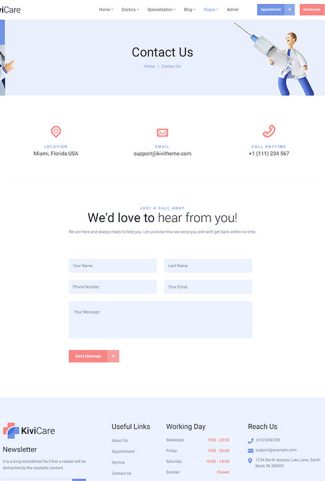 KiviCare
Home Doctors Specialization Blog Pages Admin Appointment Dashboard
Contact Us
Home Contact Us
LOCATION
Miami, Florida USA
EMAIL
support@kivitheme.com
CALL ANYTIME
+1 (111) 234 567
JUST A CALL AWAY
We'd love to hear from you!
We are here and always ready to help you. Let us know how we serve you and we'll get back within no time.
Your Name Last Name
Phone Number Your Email
Your Message
Send Message
KiviCare
Newsletter
It is a long established fact that a reader will be
distracted by the readable content.
Useful Links
About Us
Appointment
Service
Contact Us
Working Day
Weekdays 9:00 - 20:00
Friday 9:00 - 20:00
Saturday 10:00 - 18:00
Sunday Closed
Reach Us
+0123456789
support@example.com
1234 North Avenue Luke Lane, South
Bend, IN 360001